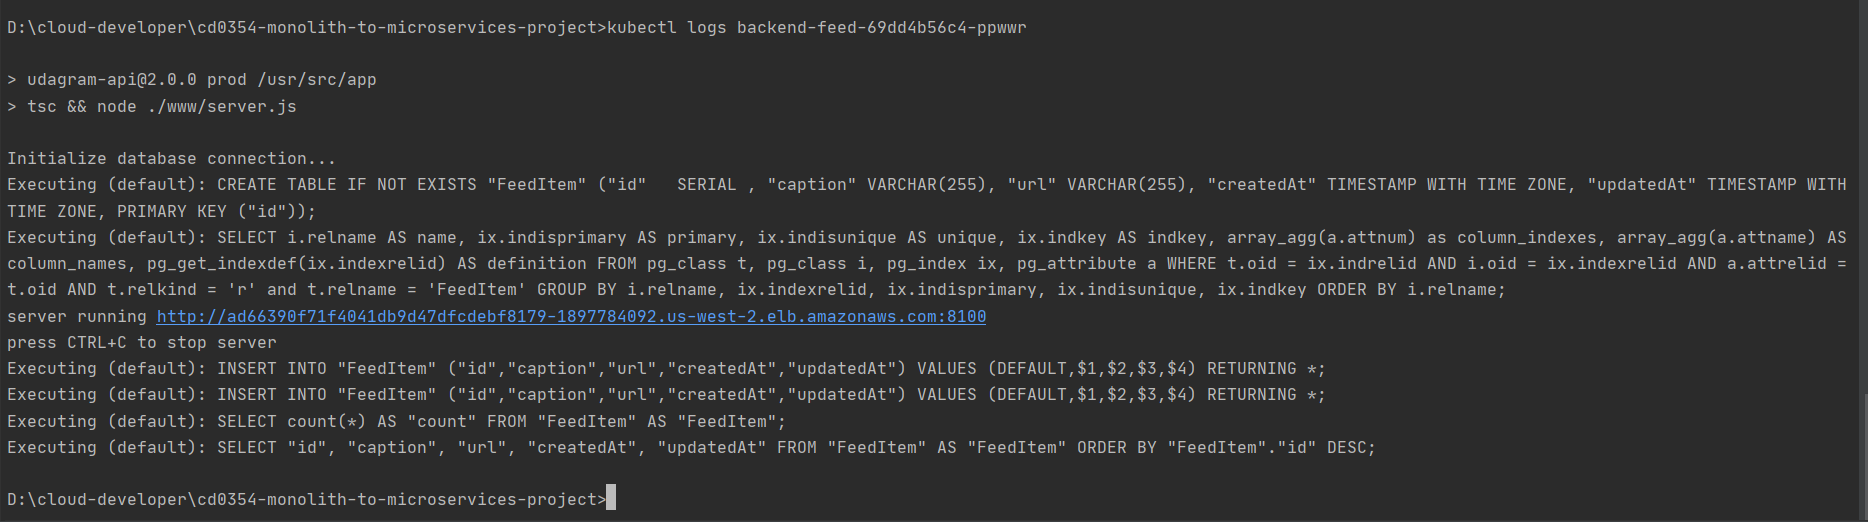 D:\cloud-developer\cd0354-monolith-to-microservices-project>kubectl logs backend-feed-69dd4b56c4-ppwwr
> udagram-api@2.0.0 prod /usr/src/app
> tsc && node ./www/server.js
Initialize database connection...
Executing (default): CREATE TABLE IF NOT EXISTS "FeedItem" ("id"   SERIAL , "caption" VARCHAR(255), "url" VARCHAR(255), "createdAt" TIMESTAMP WITH TIME ZONE, "updatedAt" TIMESTAMP WITH
TIME ZONE, PRIMARY KEY ("id"));
Executing (default): SELECT i.relname AS name, ix.indisprimary AS primary, ix.indisunique AS unique, ix.indkey AS indkey, array_agg(a.attnum) as column_indexes, array_agg(a.attname) AS
column_names, pg_get_indexdef(ix.indexrelid) AS definition FROM pg_class t, pg_class i, pg_index ix, pg_attribute a WHERE t.oid = ix.indrelid AND i.oid = ix.indexrelid AND a.attrelid =
t.oid AND t.relkind = 'r' and t.relname = 'FeedItem' GROUP BY i.relname, ix.indexrelid, ix.indisprimary, ix.indisunique, ix.indkey ORDER BY i.relname;
server running http://ad66390f71f4041db9d47dfcdebf8179-1897784092.us-west-2.elb.amazonaws.com:8100
press CTRL+C to stop server
Executing (default): INSERT INTO "FeedItem" ("id","caption","url","createdAt","updatedAt") VALUES (DEFAULT,$1,$2,$3,$4) RETURNING *;
Executing (default): INSERT INTO "FeedItem" ("id","caption","url","createdAt","updatedAt") VALUES (DEFAULT,$1,$2,$3,$4) RETURNING *;
Executing (default): SELECT count(*) AS "count" FROM "FeedItem" AS "FeedItem";
Executing (default): SELECT "id", "caption", "url", "createdAt", "updatedAt" FROM "FeedItem" AS "FeedItem" ORDER BY "FeedItem"."id" DESC;
D:\cloud-developer\cd0354-monolith-to-microservices-project>